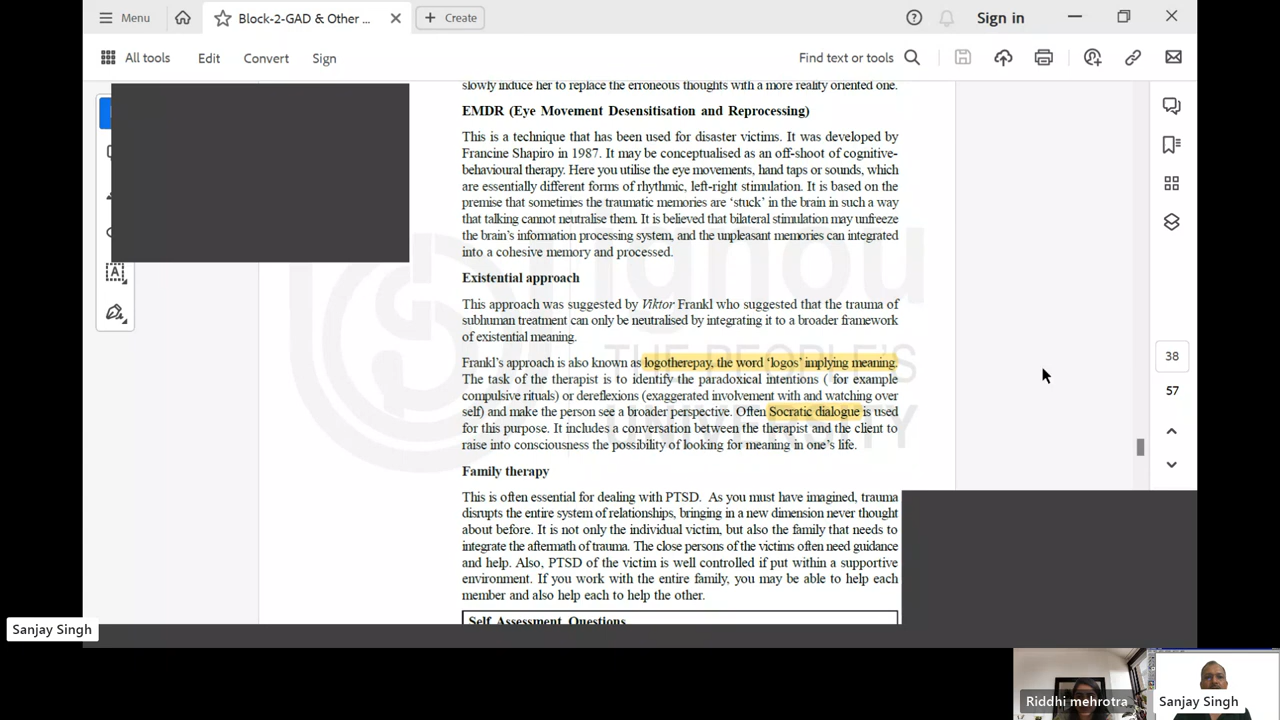 Menu
Block-2-GAD & Other ...
Create
Sign in
All tools
Edit
Convert
Sign
Find text or tools
slowly induce her to replace the erroneous thoughts with a more reality oriented one.
EMDR (Eye Movement Desensitisation and Reprocessing)
This is a technique that has been used for disaster victims. It was developed by
Francine Shapiro in 1987. It may be conceptualised as an off-shoot of cognitive-
behavioural therapy. Here you utilise the eye movements, hand taps or sounds, which
are essentially different forms of rhythmic, left-right stimulation. It is based on the
premise that sometimes the traumatic memories are ‘stuck’ in the brain in such a way
that talking cannot neutralise them. It is believed that bilateral stimulation may unfreeze
the brain’s information processing system, and the unpleasant memories can integrated
into a cohesive memory and processed.
Existential approach
This approach was suggested by Viktor Frankl who suggested that the trauma of
subhuman treatment can only be neutralised by integrating it to a broader framework
of existential meaning.
Frankl’s approach is also known as logotherepay, the word ‘logos’ implying meaning.
The task of the therapist is to identify the paradoxical intentions ( for example
compulsive rituals) or dereflexions (exaggerated involvement with and watching over
self) and make the person see a broader perspective. Often Socratic dialogue is used
for this purpose. It includes a conversation between the therapist and the client to
raise into consciousness the possibility of looking for meaning in one’s life.
Family therapy
This is often essential for dealing with PTSD. As you must have imagined, trauma
disrupts the entire system of relationships, bringing in a new dimension never thought
about before. It is not only the individual victim, but also the family that needs to
integrate the aftermath of trauma. The close persons of the victims often need guidance
and help. Also, PTSD of the victim is well controlled if put within a supportive
environment. If you work with the entire family, you may be able to help each
member and also help each to help the other.
Self Assessment Questions
ignou
THE PEOPLE'S
UNIVERSITY
38
57
Sanjay Singh
Riddhi mehrotra
Sanjay Singh